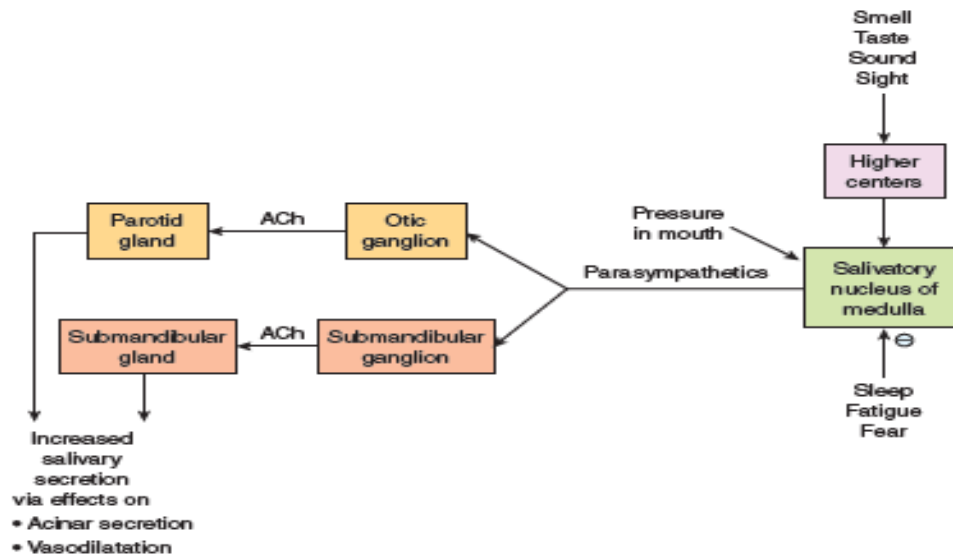 Smell
Taste
Sound
Sight
Higher
centers
Pressure
in mouth
Salivatory
nucleus of
medulla
⊖
Sleep
Fatigue
Fear
Parasympathetics
Otic
ganglion
ACh
Parotid
gland
Submandibular
ganglion
ACh
Submandibular
gland
Increased
salivary
secretion
via effects on
• Acinar secretion
• Vasodilatation